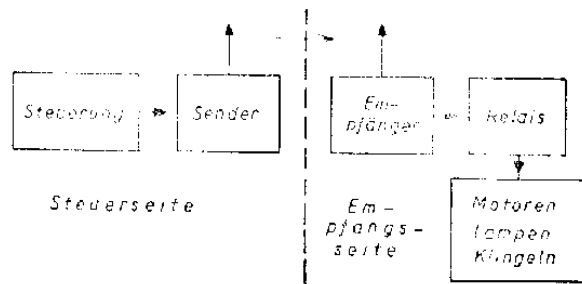 Steuerung
Sender
Em-
pfänger
Relais
Steuerseite
Em-
pfangs-
seite
Motoren
Lampen
Klingeln